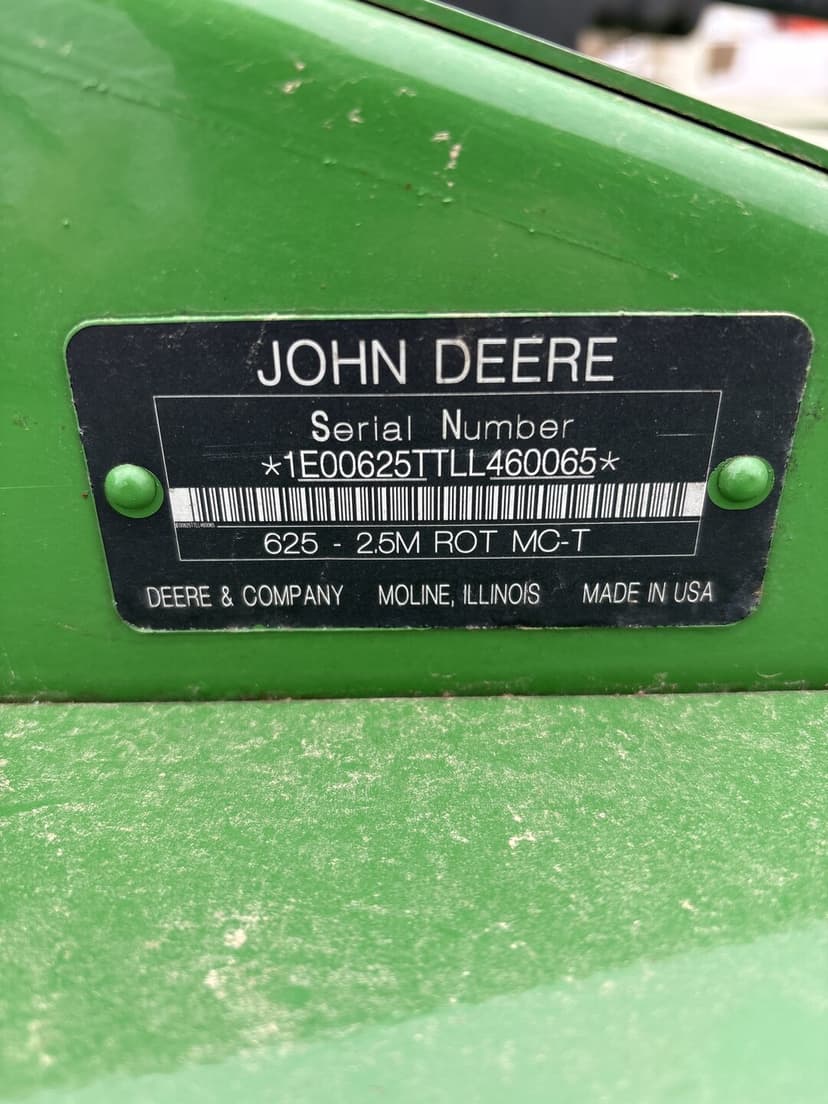 JOHN DEERE
Serial Number
*1E00625TTLL460065*
625 - 2.5M ROT MC-T
DEERE & COMPANY MOLINE, ILLINOIS MADE IN USA